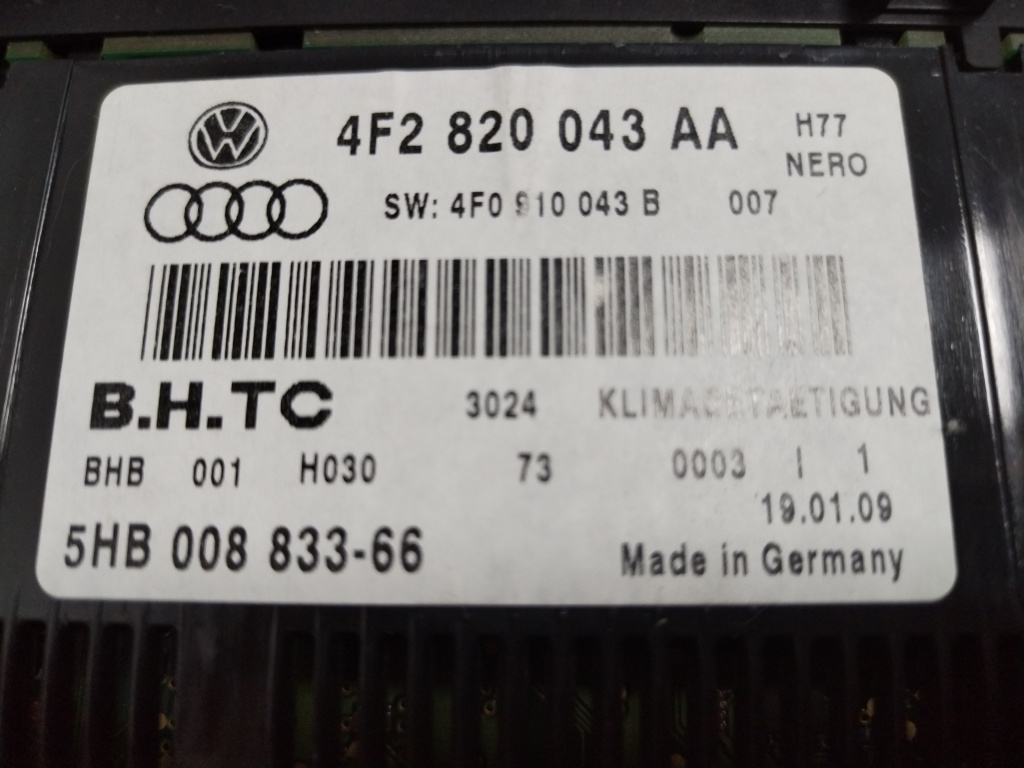 4F2 820 043 AA H77
NERO
SW: 4F0 910 043 B 007
B.H.TC 3024 KLIMABETAETIGUNG
BHB 001 H030 73 0003 | 1
19.01.09
5HB 008 833-66 Made in Germany